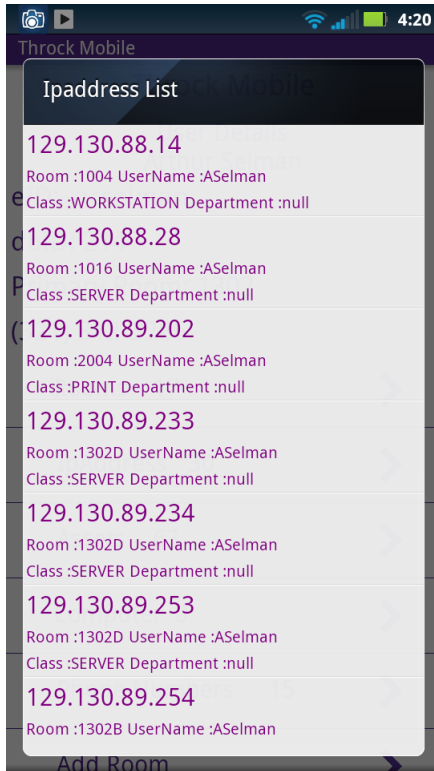 4:20
Throck Mobile
Ipaddress List
129.130.88.14
Room :1004 UserName :ASelman
Class :WORKSTATION Department :null
129.130.88.28
Room :1016 UserName :ASelman
Class :SERVER Department :null
129.130.89.202
Room :2004 UserName :ASelman
Class :PRINT Department :null
129.130.89.233
Room :1302D UserName :ASelman
Class :SERVER Department :null
129.130.89.234
Room :1302D UserName :ASelman
Class :SERVER Department :null
129.130.89.253
Room :1302D UserName :ASelman
Class :SERVER Department :null
129.130.89.254
Room :1302B UserName :ASelman
Add Room